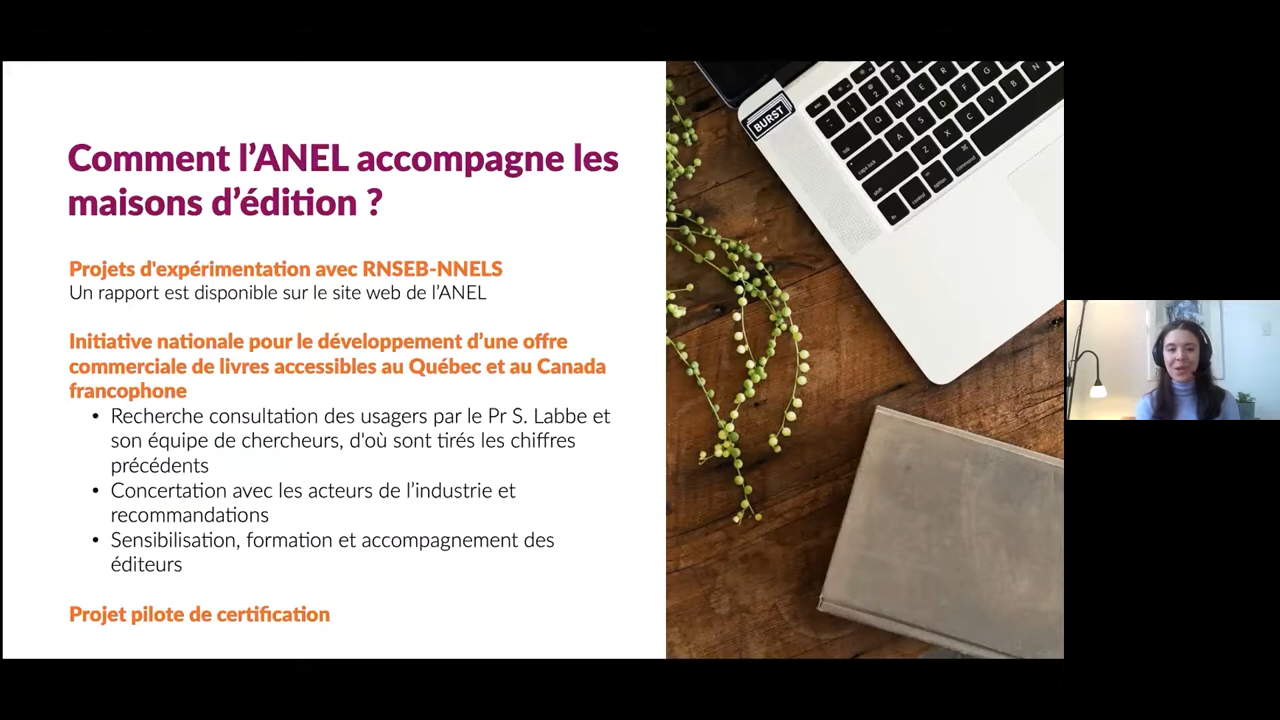 Comment l’ANEL accompagne les
maisons d’édition ?
Projets d'expérimentation avec RNSEB-NNELS
Un rapport est disponible sur le site web de l’ANEL
Initiative nationale pour le développement d’une offre
commerciale de livres accessibles au Québec et au Canada
francophone
• Recherche consultation des usagers par le Pr S. Labbe et
son équipe de chercheurs, d'où sont tirés les chiffres
précédents
• Concertation avec les acteurs de l’industrie et
recommandations
• Sensibilisation, formation et accompagnement des
éditeurs
Projet pilote de certification
BURST